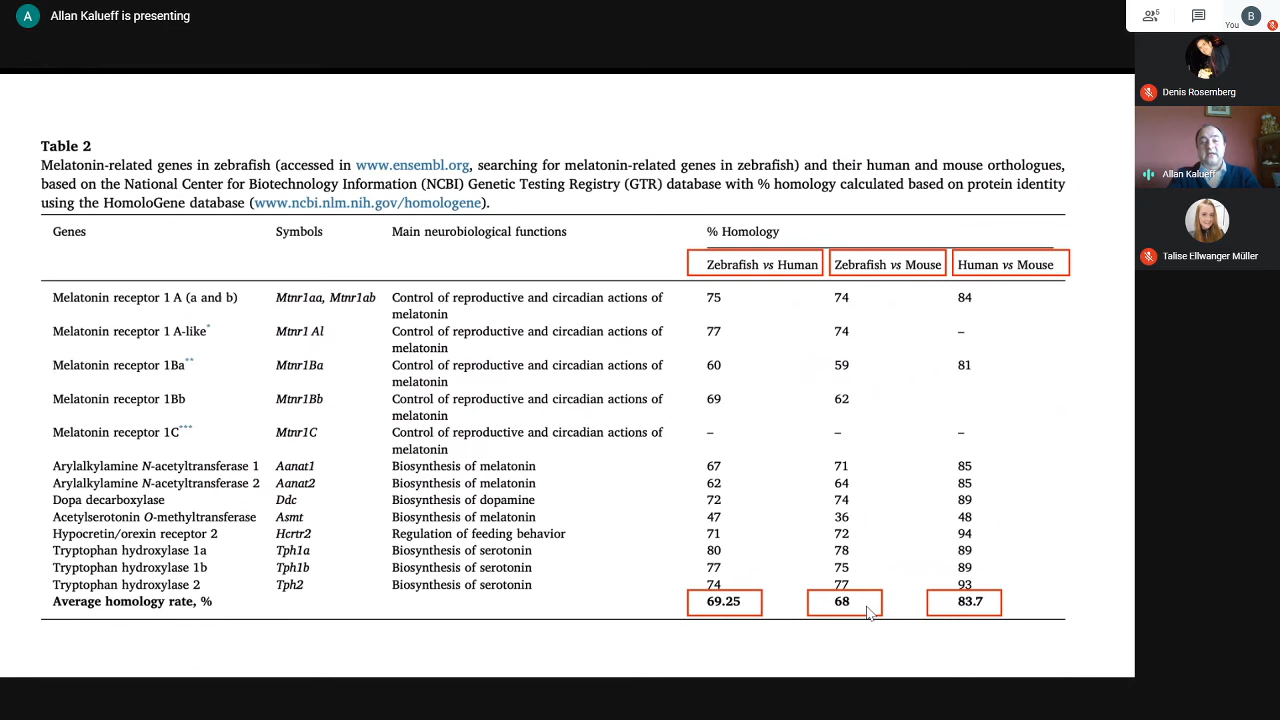 A Allan Kalueff is presenting
5
You B
Denis Rosemberg
Allan Kalueff
Talise Ellwanger Müller
Table 2
Melatonin-related genes in zebrafish (accessed in www.ensembl.org, searching for melatonin-related genes in zebrafish) and their human and mouse orthologues,
based on the National Center for Biotechnology Information (NCBI) Genetic Testing Registry (GTR) database with % homology calculated based on protein identity
using the HomoloGene database (www.ncbi.nlm.nih.gov/homologene).
Genes Symbols Main neurobiological functions % Homology
Zebrafish vs Human Zebrafish vs Mouse Human vs Mouse
Melatonin receptor 1 A (a and b) Mtnr1aa, Mtnr1ab Control of reproductive and circadian actions of 75 74 84
melatonin
Melatonin receptor 1 A-like* Mtnr1 Al Control of reproductive and circadian actions of 77 74 –
melatonin
Melatonin receptor 1Ba** Mtnr1Ba Control of reproductive and circadian actions of 60 59 81
melatonin
Melatonin receptor 1Bb Mtnr1Bb Control of reproductive and circadian actions of 69 62
melatonin
Melatonin receptor 1C*** Mtnr1C Control of reproductive and circadian actions of – – –
melatonin
Arylalkylamine N-acetyltransferase 1 Aanat1 Biosynthesis of melatonin 67 71 85
Arylalkylamine N-acetyltransferase 2 Aanat2 Biosynthesis of melatonin 62 64 85
Dopa decarboxylase Ddc Biosynthesis of dopamine 72 74 89
Acetylserotonin O-methyltransferase Asmt Biosynthesis of melatonin 47 36 48
Hypocretin/orexin receptor 2 Hcrtr2 Regulation of feeding behavior 71 72 94
Tryptophan hydroxylase 1a Tph1a Biosynthesis of serotonin 80 78 89
Tryptophan hydroxylase 1b Tph1b Biosynthesis of serotonin 77 75 89
Tryptophan hydroxylase 2 Tph2 Biosynthesis of serotonin 74 77 93
Average homology rate, % 69.25 68 83.7